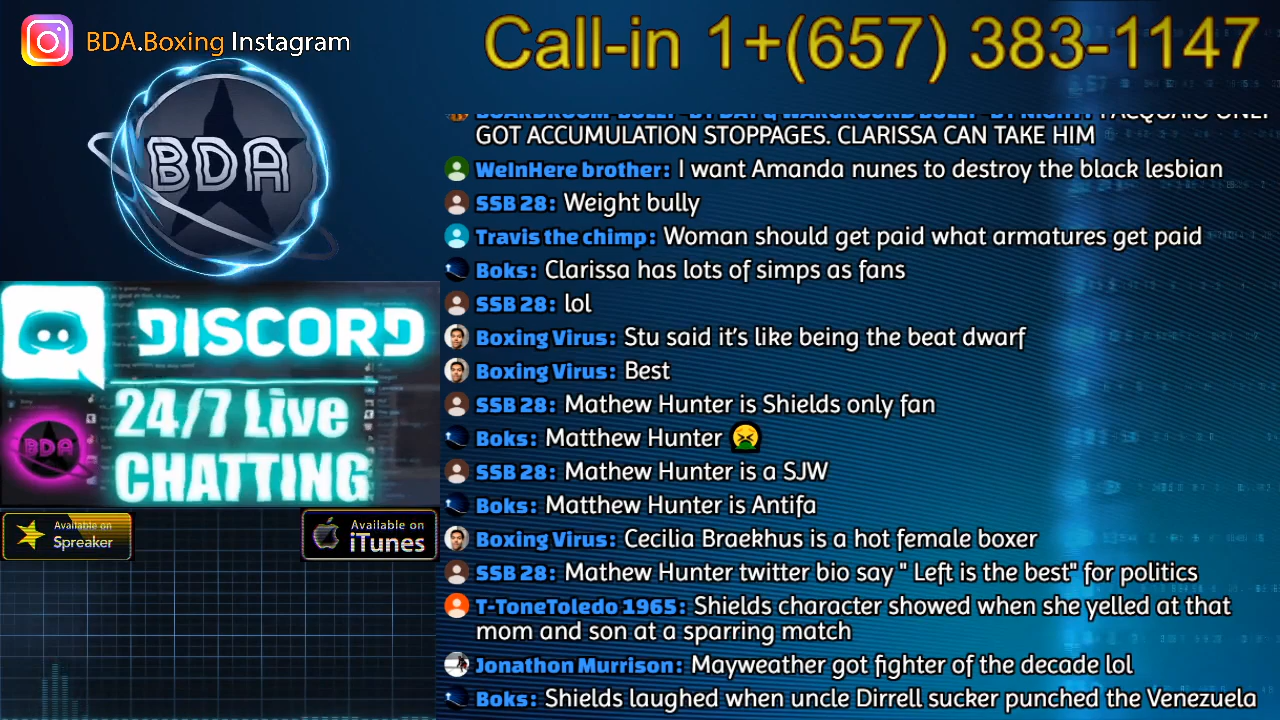 BDA.Boxing Instagram
Call-in 1+(657) 383-1147
BDA
GOT ACCUMULATION STOPPAGES. CLARISSA CAN TAKE HIM
WeInHere brother: I want Amanda nunes to destroy the black lesbian
SSB 28: Weight bully
Travis the chimp: Woman should get paid what armatures get paid
Boks: Clarissa has lots of simps as fans
SSB 28: lol
Boxing Virus: Stu said it's like being the beat dwarf
Boxing Virus: Best
SSB 28: Mathew Hunter is Shields only fan
Boks: Matthew Hunter 🤮
SSB 28: Mathew Hunter is a SJW
Boks: Matthew Hunter is Antifa
Boxing Virus: Cecilia Braekhus is a hot female boxer
SSB 28: Mathew Hunter twitter bio say " Left is the best" for politics
T-ToneToledo 1965: Shields character showed when she yelled at that
mom and son at a sparring match
Jonathon Murrison: Mayweather got fighter of the decade lol
Boks: Shields laughed when uncle Dirrell sucker punched the Venezuela
DISCORD
24/7 Live
CHATTING
BDA
Available on
Spreaker
Available on
iTunes